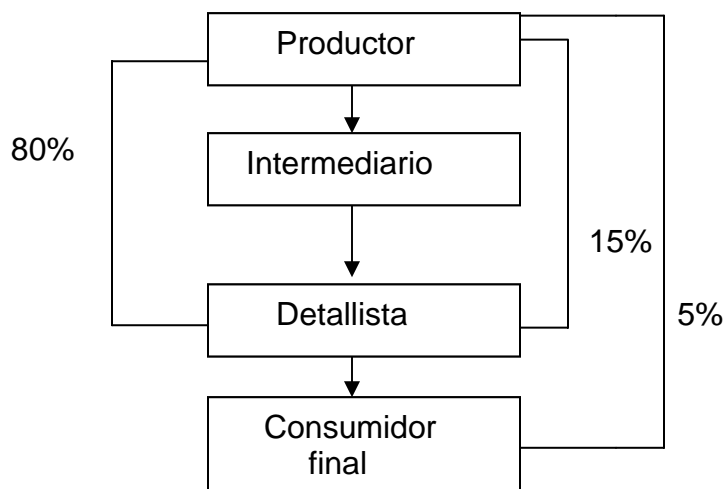 Productor
80%
Intermediario
15%
Detallista
5%
Consumidor
final